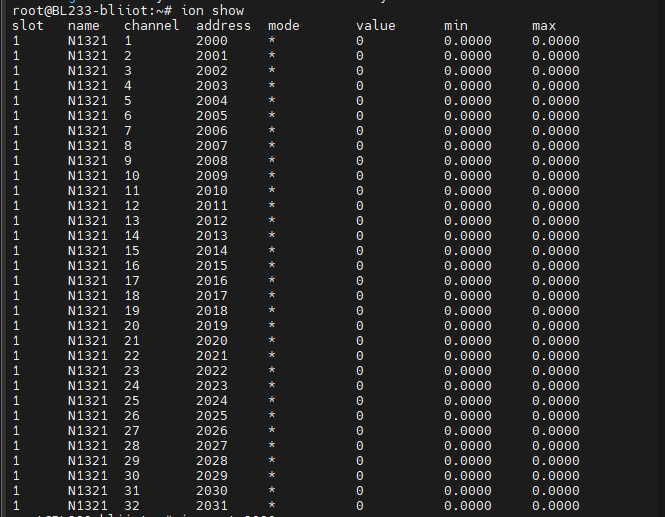 root@BL233-bliiot:~# ion show
slot name channel address mode value min max
1 N1321 1 2000 * 0 0.0000 0.0000
1 N1321 2 2001 * 0 0.0000 0.0000
1 N1321 3 2002 * 0 0.0000 0.0000
1 N1321 4 2003 * 0 0.0000 0.0000
1 N1321 5 2004 * 0 0.0000 0.0000
1 N1321 6 2005 * 0 0.0000 0.0000
1 N1321 7 2006 * 0 0.0000 0.0000
1 N1321 8 2007 * 0 0.0000 0.0000
1 N1321 9 2008 * 0 0.0000 0.0000
1 N1321 10 2009 * 0 0.0000 0.0000
1 N1321 11 2010 * 0 0.0000 0.0000
1 N1321 12 2011 * 0 0.0000 0.0000
1 N1321 13 2012 * 0 0.0000 0.0000
1 N1321 14 2013 * 0 0.0000 0.0000
1 N1321 15 2014 * 0 0.0000 0.0000
1 N1321 16 2015 * 0 0.0000 0.0000
1 N1321 17 2016 * 0 0.0000 0.0000
1 N1321 18 2017 * 0 0.0000 0.0000
1 N1321 19 2018 * 0 0.0000 0.0000
1 N1321 20 2019 * 0 0.0000 0.0000
1 N1321 21 2020 * 0 0.0000 0.0000
1 N1321 22 2021 * 0 0.0000 0.0000
1 N1321 23 2022 * 0 0.0000 0.0000
1 N1321 24 2023 * 0 0.0000 0.0000
1 N1321 25 2024 * 0 0.0000 0.0000
1 N1321 26 2025 * 0 0.0000 0.0000
1 N1321 27 2026 * 0 0.0000 0.0000
1 N1321 28 2027 * 0 0.0000 0.0000
1 N1321 29 2028 * 0 0.0000 0.0000
1 N1321 30 2029 * 0 0.0000 0.0000
1 N1321 31 2030 * 0 0.0000 0.0000
1 N1321 32 2031 * 0 0.0000 0.0000